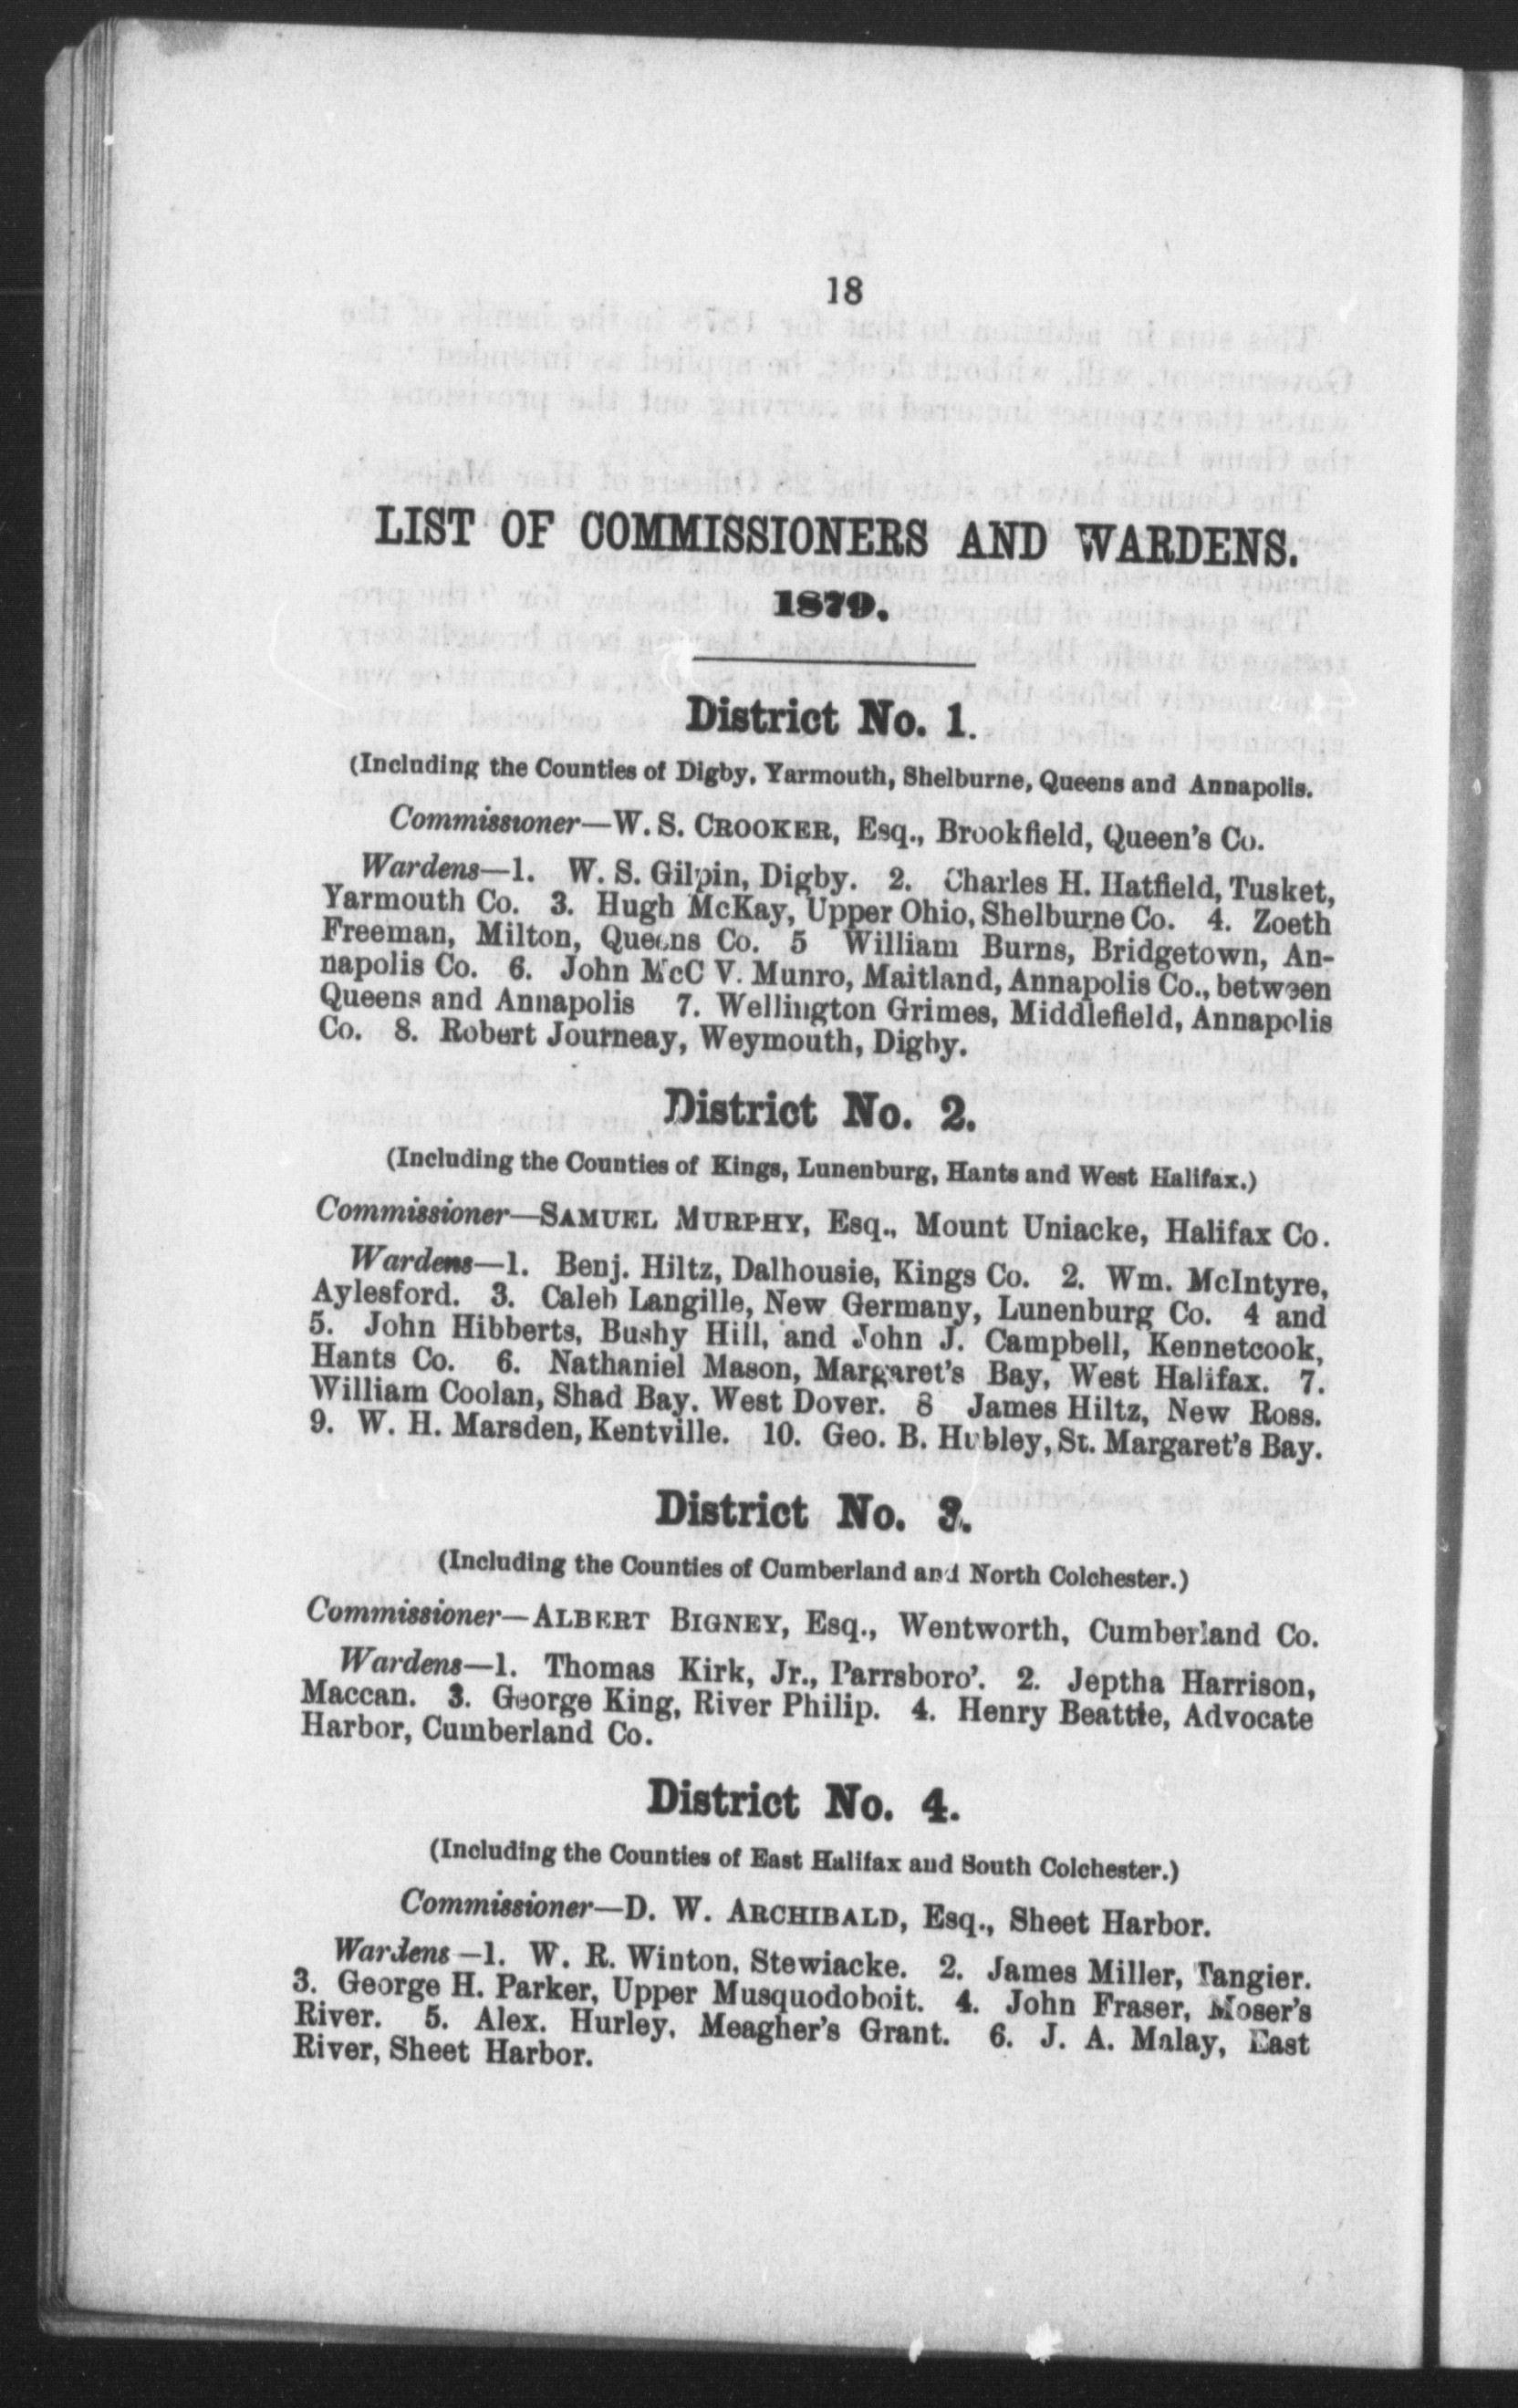 18
LIST OF COMMISSIONERS AND WARDENS.
1879.
District No. 1.
(Including the Counties of Digby, Yarmouth, Shelburne, Queens and Annapolis.
Commissioner—W. S. CROOKER, Esq., Brookfield, Queen's Co.
Wardens—1. W. S. Gilpin, Digby. 2. Charles H. Hatfield, Tusket,
Yarmouth Co. 3. Hugh McKay, Upper Ohio, Shelburne Co. 4. Zoeth
Freeman, Milton, Queens Co. 5 William Burns, Bridgetown, An-
napolis Co. 6. John McC V. Munro, Maitland, Annapolis Co., between
Queens and Annapolis 7. Wellington Grimes, Middlefield, Annapolis
Co. 8. Robert Journeay, Weymouth, Digby.
District No. 2.
(Including the Counties of Kings, Lunenburg, Hants and West Halifax.)
Commissioner—SAMUEL MURPHY, Esq., Mount Uniacke, Halifax Co.
Wardens—1. Benj. Hiltz, Dalhousie, Kings Co. 2. Wm. McIntyre,
Aylesford. 3. Caleb Langille, New Germany, Lunenburg Co. 4 and
5. John Hibberts, Bushy Hill, and John J. Campbell, Kennetcook,
Hants Co. 6. Nathaniel Mason, Margaret's Bay, West Halifax. 7.
William Coolan, Shad Bay, West Dover. 8 James Hiltz, New Ross.
9. W. H. Marsden, Kentville. 10. Geo. B. Hubley, St. Margaret's Bay.
District No. 3.
(Including the Counties of Cumberland and North Colchester.)
Commissioner—ALBERT BIGNEY, Esq., Wentworth, Cumberland Co.
Wardens—1. Thomas Kirk, Jr., Parrsboro'. 2. Jeptha Harrison,
Maccan. 3. George King, River Philip. 4. Henry Beattie, Advocate
Harbor, Cumberland Co.
District No. 4.
(Including the Counties of East Halifax and South Colchester.)
Commissioner—D. W. ARCHIBALD, Esq., Sheet Harbor.
Wardens—1. W. R. Winton, Stewiacke. 2. James Miller, Tangier.
3. George H. Parker, Upper Musquodoboit. 4. John Fraser, Moser's
River. 5. Alex. Hurley, Meagher's Grant. 6. J. A. Malay, East
River, Sheet Harbor.